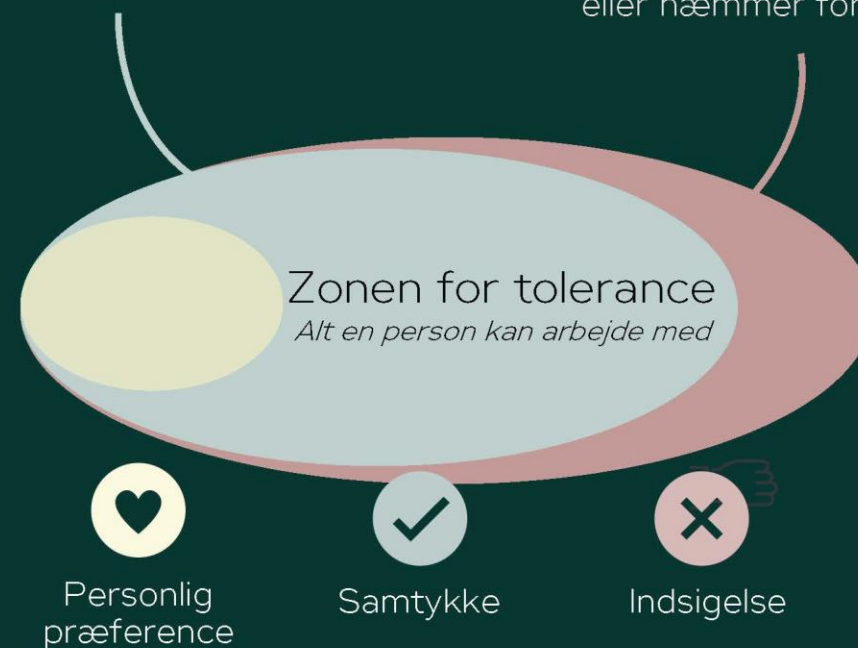 eller hæmmer for
Zonen for tolerance
Alt en person kan arbejde med
Personlig
præference
Samtykke
Indsigelse